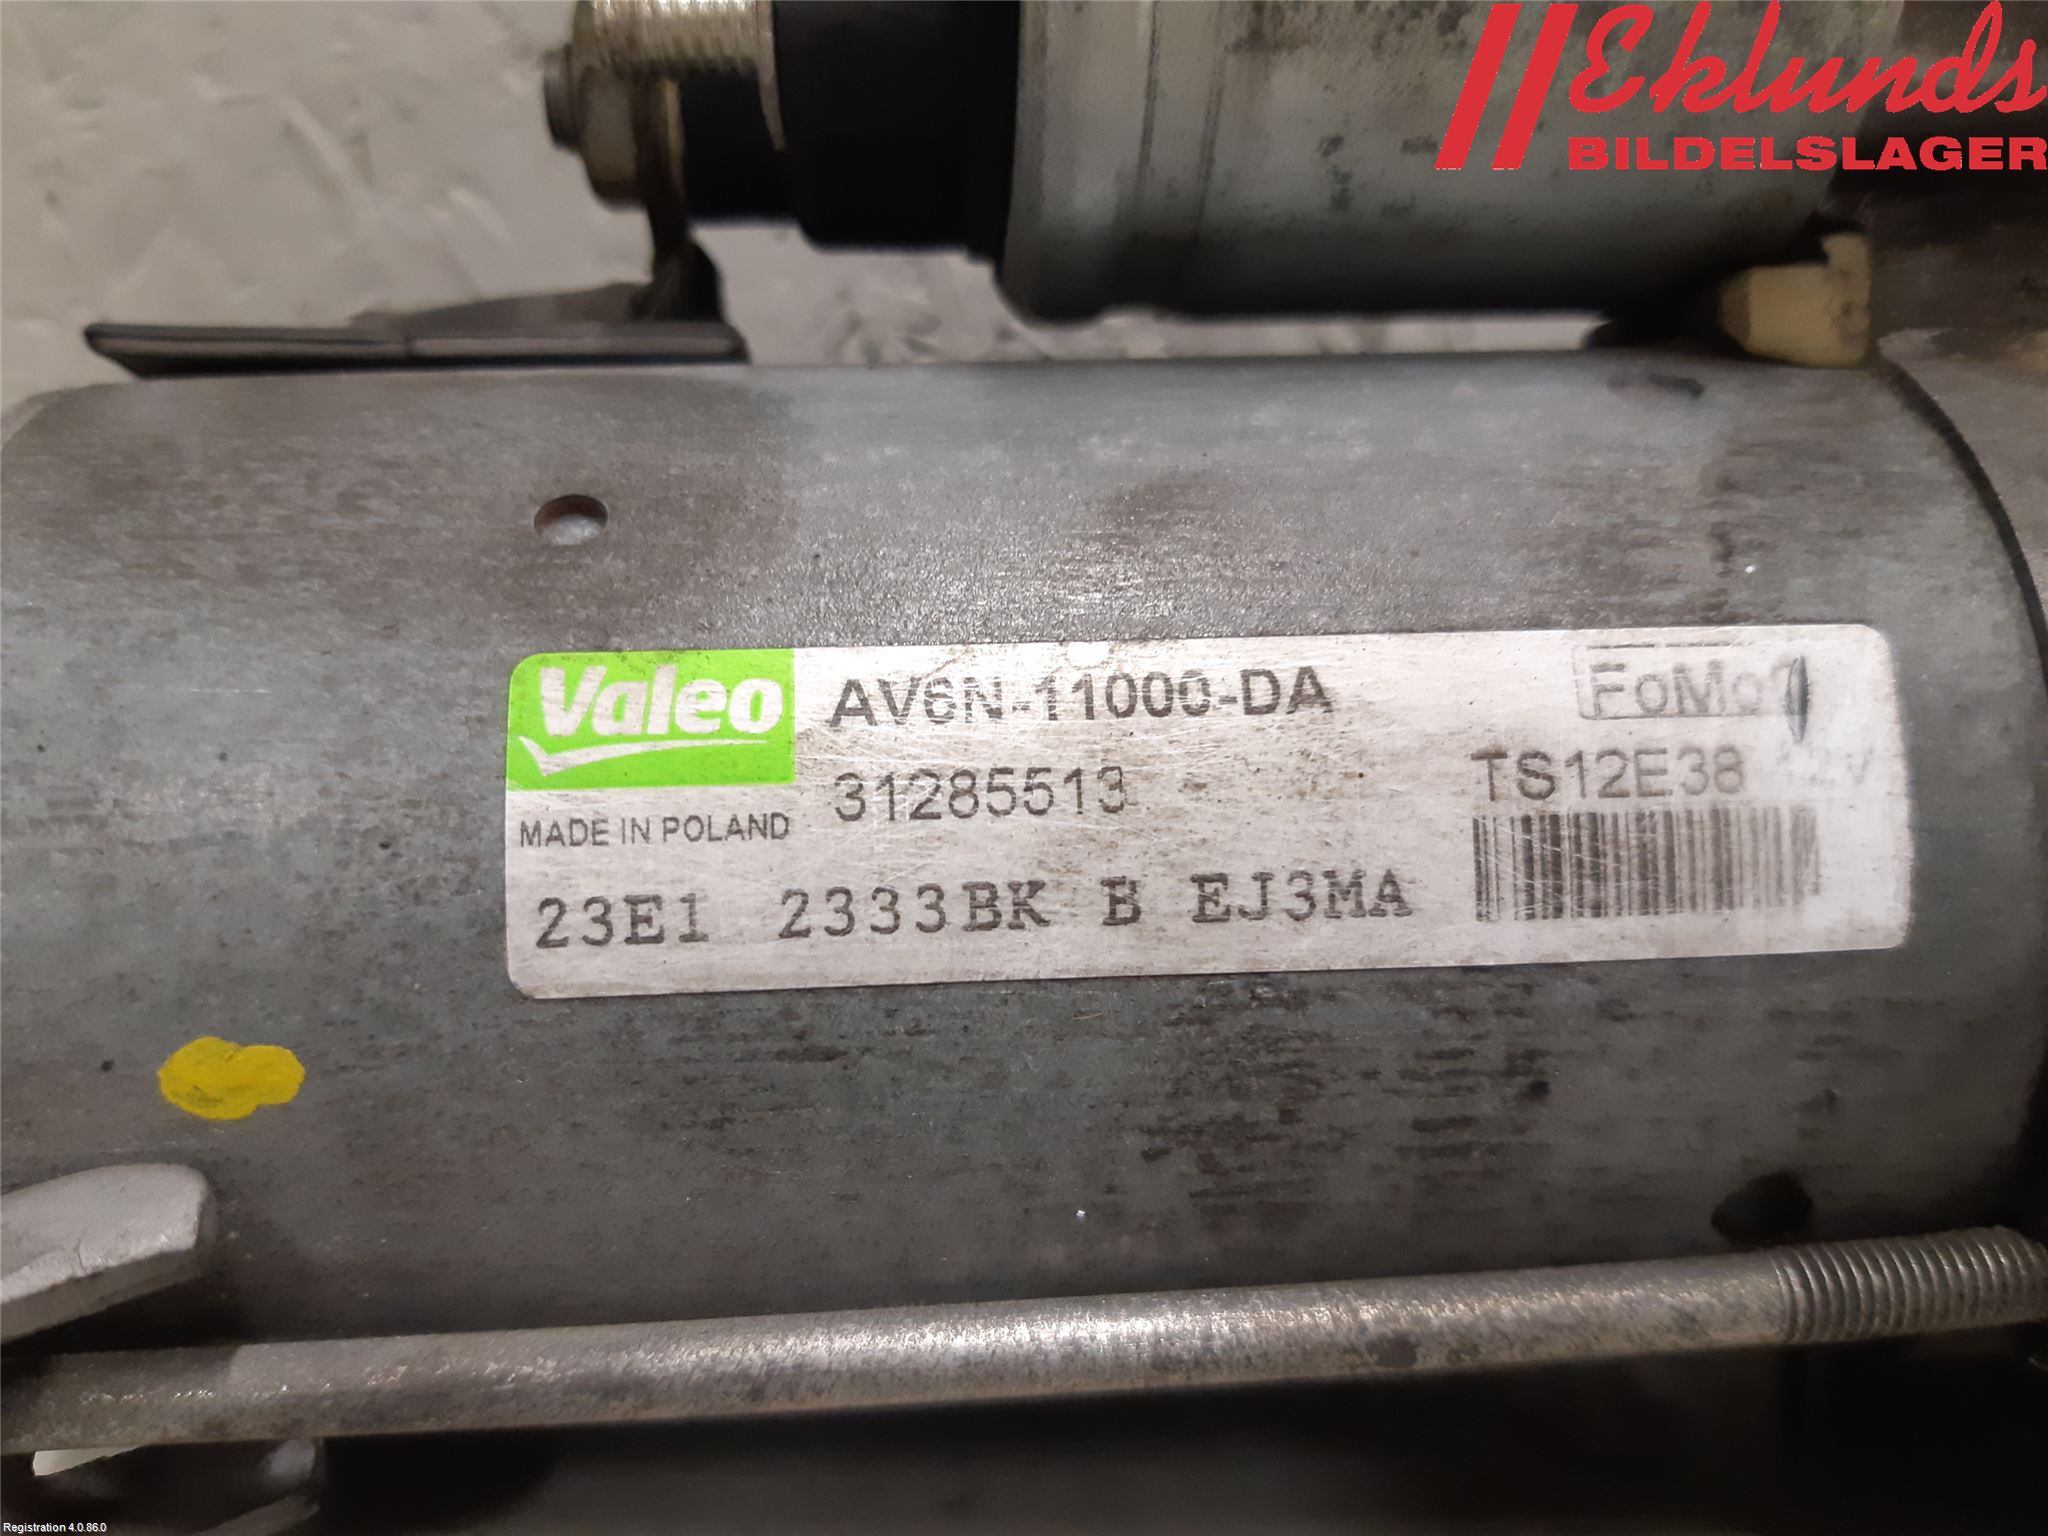 Eklunds
BILDELSLAGER
Valeo
AV6N-11000-DA
FoMo
31285513
TS12E38
MADE IN POLAND
23E1 2333BK B EJ3MA
Registration 4.0.86.0